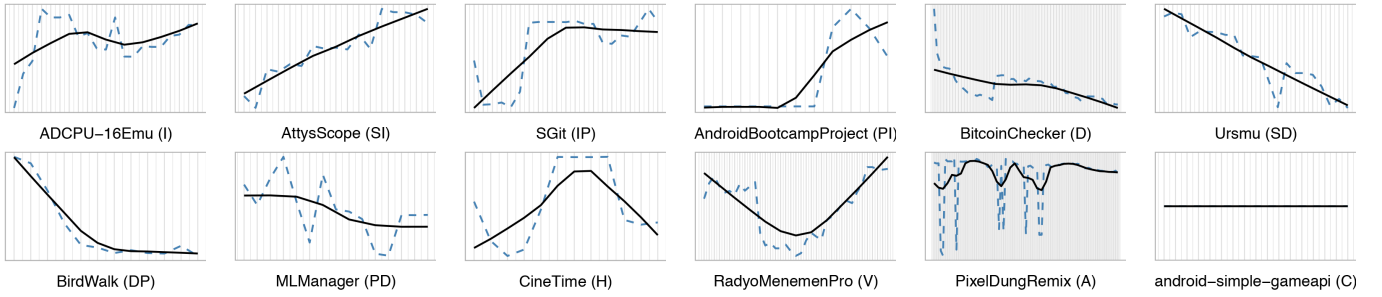 ADCPU−16Emu (I)
AttysScope (SI)
SGit (IP)
AndroidBootcampProject (PI)
BitcoinChecker (D)
Ursmu (SD)
BirdWalk (DP)
MLManager (PD)
CineTime (H)
RadyoMenemenPro (V)
PixelDungRemix (A)
android−simple−gameapi (C)